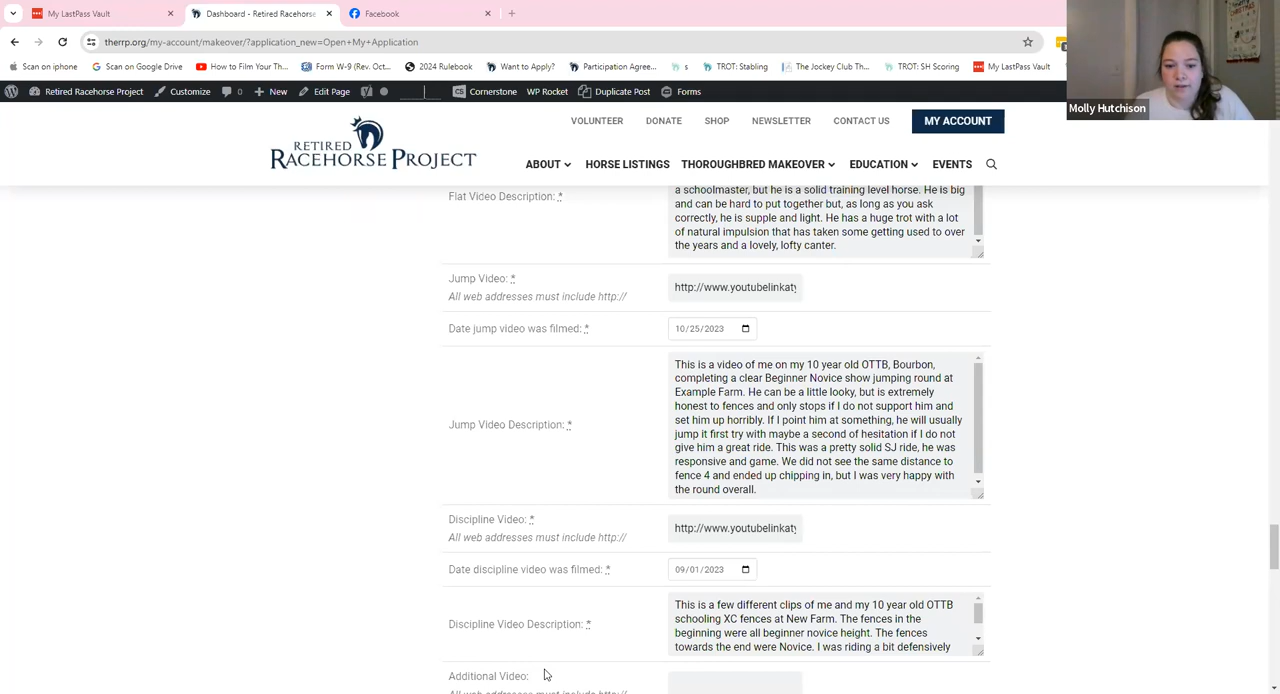 My LastPass Vault
Dashboard - Retired Racehorse
Facebook
therrp.org/my-account/makeover/?application_new=Open+My+Application
Scan on iphone
Scan on Google Drive
How to Film Your Th...
Form W-9 (Rev. Oct...
2024 Rulebook
Want to Apply?
Participation Agree...
s
TROT: Stabling
The Jockey Club Th...
TROT: SH Scoring
My LastPass Vault
Retired Racehorse Project
Customize
0
New
Edit Page
Cornerstone
WP Rocket
Duplicate Post
Forms
Molly Hutchison
VOLUNTEER
DONATE
SHOP
NEWSLETTER
CONTACT US
MY ACCOUNT
RETIRED
RACEHORSE PROJECT
ABOUT
HORSE LISTINGS
THOROUGHBRED MAKEOVER
EDUCATION
EVENTS
Flat Video Description: *
a schoolmaster, but he is a solid training level horse. He is big
and can be hard to put together but, as long as you ask
correctly, he is supple and light. He has a huge trot with a lot
of natural impulsion that has taken some getting used to over
the years and a lovely, lofty canter.
Jump Video: *
All web addresses must include http://
http://www.youtubelinkaty
Date jump video was filmed: *
10/25/2023
Jump Video Description: *
This is a video of me on my 10 year old OTTB, Bourbon,
completing a clear Beginner Novice show jumping round at
Example Farm. He can be a little looky, but is extremely
honest to fences and only stops if I do not support him and
set him up horribly. If I point him at something, he will usually
jump it first try with maybe a second of hesitation if I do not
give him a great ride. This was a pretty solid SJ ride, he was
responsive and game. We did not see the same distance to
fence 4 and ended up chipping in, but I was very happy with
the round overall.
Discipline Video: *
All web addresses must include http://
http://www.youtubelinkaty
Date discipline video was filmed: *
09/01/2023
Discipline Video Description: *
This is a few different clips of me and my 10 year old OTTB
schooling XC fences at New Farm. The fences in the
beginning were all beginner novice height. The fences
towards the end were Novice. I was riding a bit defensively
Additional Video:
All web addresses must include http://